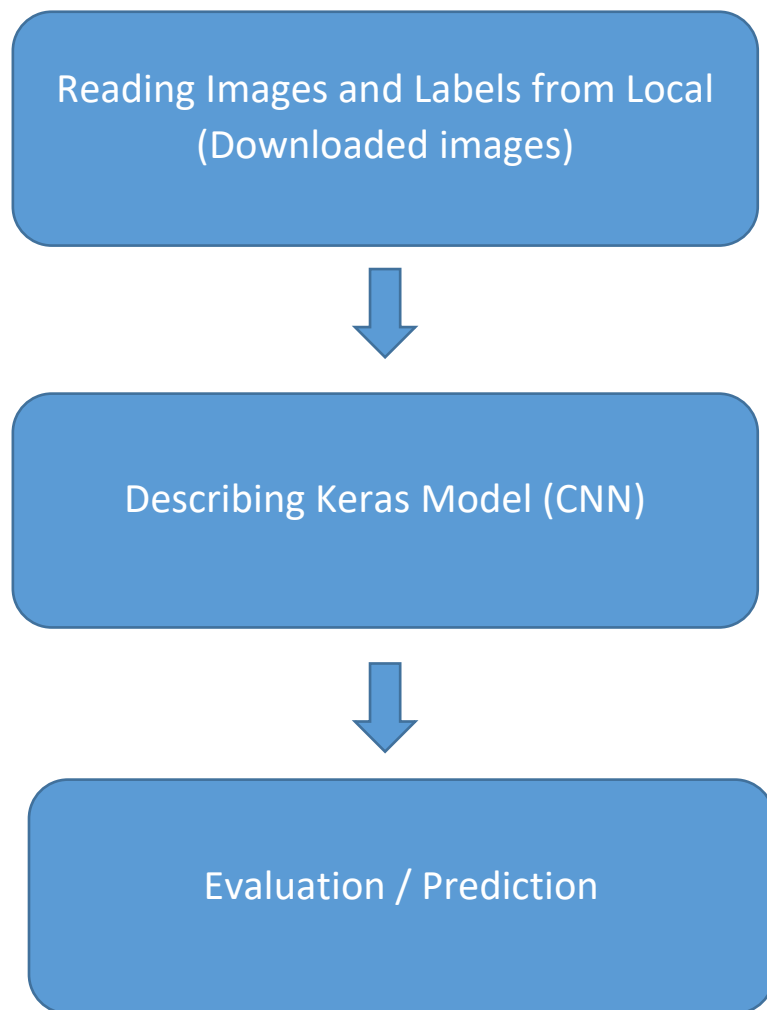 Reading Images and Labels from Local
(Downloaded images)
Describing Keras Model (CNN)
Evaluation / Prediction